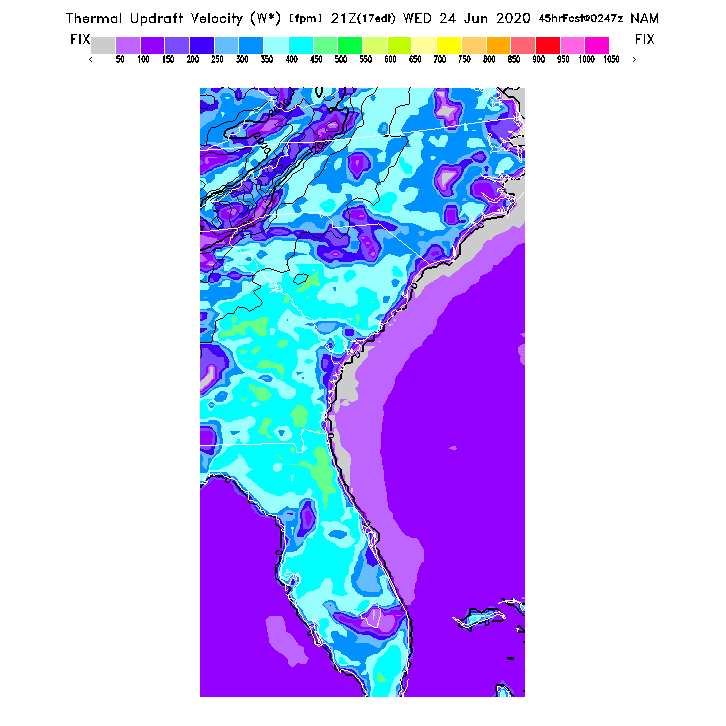 Thermal Updraft Velocity (W*) [fpm] 21Z(17edt) WED 24 Jun 2020 45hrFcst@0247z NAM
FIX FIX
< 50 100 150 200 250 300 350 400 450 500 550 600 650 700 750 800 850 900 950 1000 1050 >